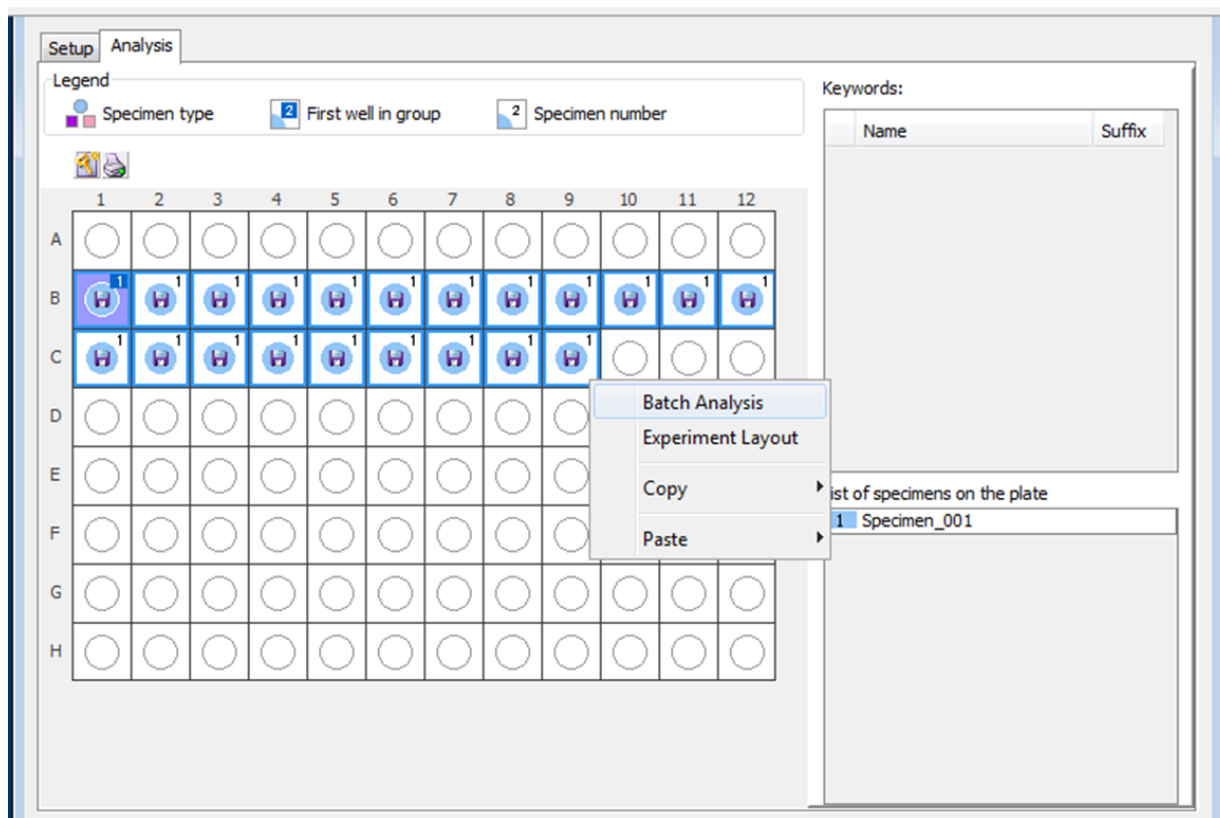 Setup Analysis
Legend
Specimen type 2 First well in group 2 Specimen number
Keywords:
Name Suffix
1 2 3 4 5 6 7 8 9 10 11 12
A
B 1 1 1 1 1 1 1 1 1 1 1 1
C 1 1 1 1 1 1 1 1 1
D
E
F
G
H
Batch Analysis
Experiment Layout
Copy
Paste
ist of specimens on the plate
1 Specimen_001